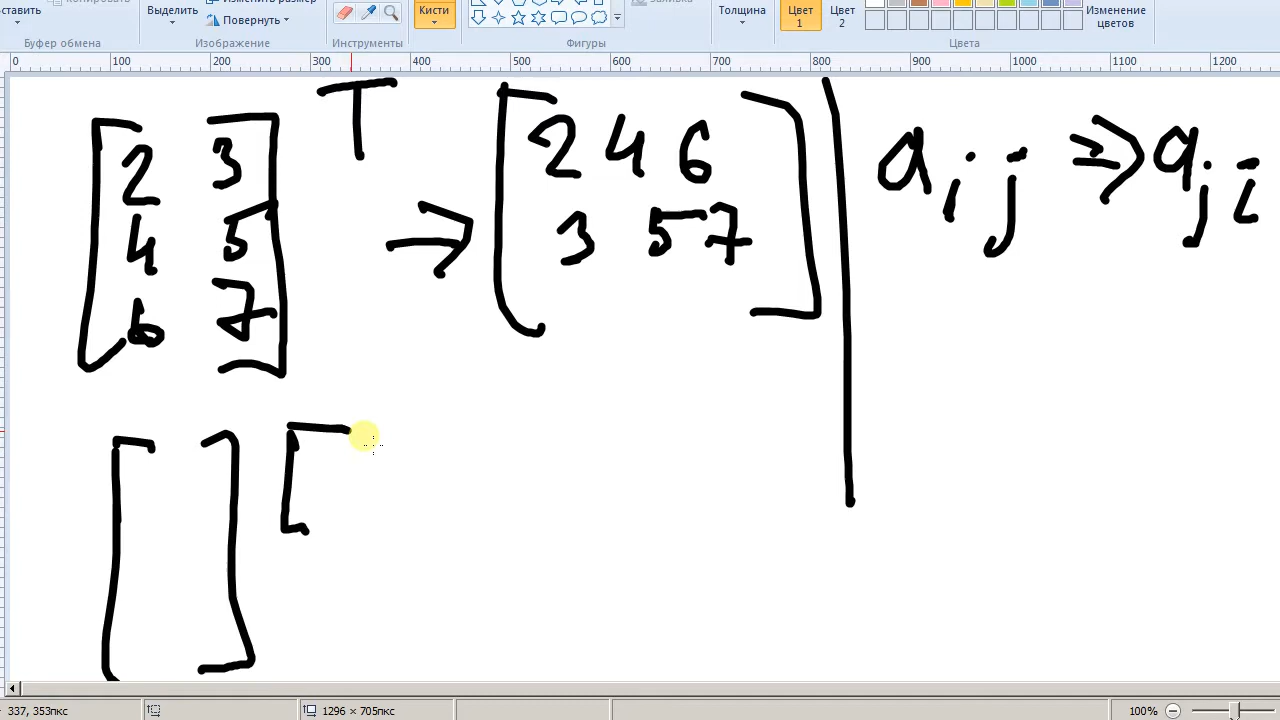 ставить
Выделить
Изменить размер
Повернуть
Кисти
Толщина
Цвет 1
Цвет 2
Изменение цветов
Буфер обмена
Изображение
Инструменты
Фигуры
Цвета
0 100 200 300 400 500 600 700 800 900 1000 1100 1200
T
2 3
4 5
6 7
⇒
2 4 6
3 5 7
a i j ⇒ a j i
337, 353пкс
1296 × 705пкс
100%